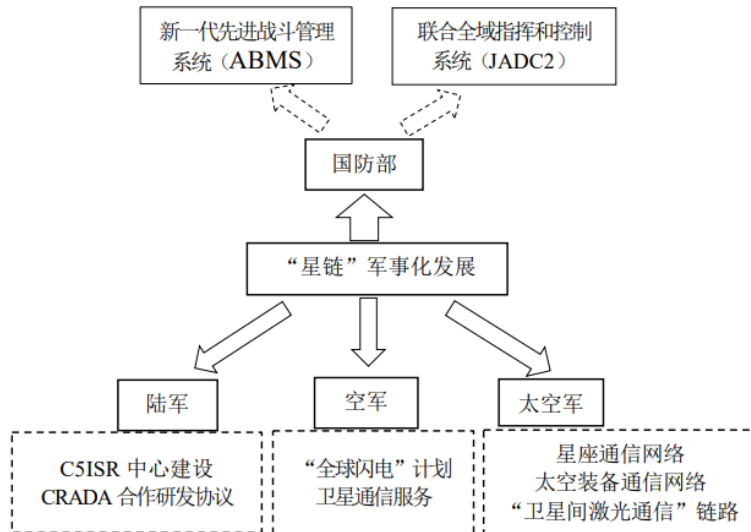 新一代先进战斗管理
系统（ABMS）
联合全域指挥和控制
系统（JADC2）
国防部
“星链”军事化发展
陆军
空军
太空军
C5ISR 中心建设
CRADA 合作研发协议
“全球闪电”计划
卫星通信服务
星座通信网络
太空装备通信网络
“卫星间激光通信”链路